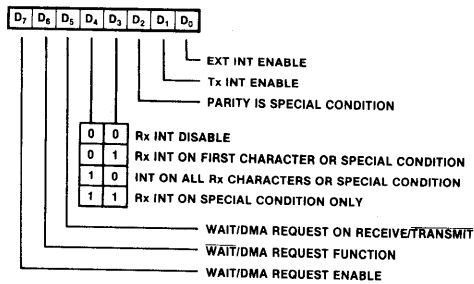 D7 D6 D5 D4 D3 D2 D1 D0
EXT INT ENABLE
Tx INT ENABLE
PARITY IS SPECIAL CONDITION
0 0 Rx INT DISABLE
0 1 Rx INT ON FIRST CHARACTER OR SPECIAL CONDITION
1 0 INT ON ALL Rx CHARACTERS OR SPECIAL CONDITION
1 1 Rx INT ON SPECIAL CONDITION ONLY
WAIT/DMA REQUEST ON RECEIVE/TRANSMIT
WAIT/DMA REQUEST FUNCTION
WAIT/DMA REQUEST ENABLE